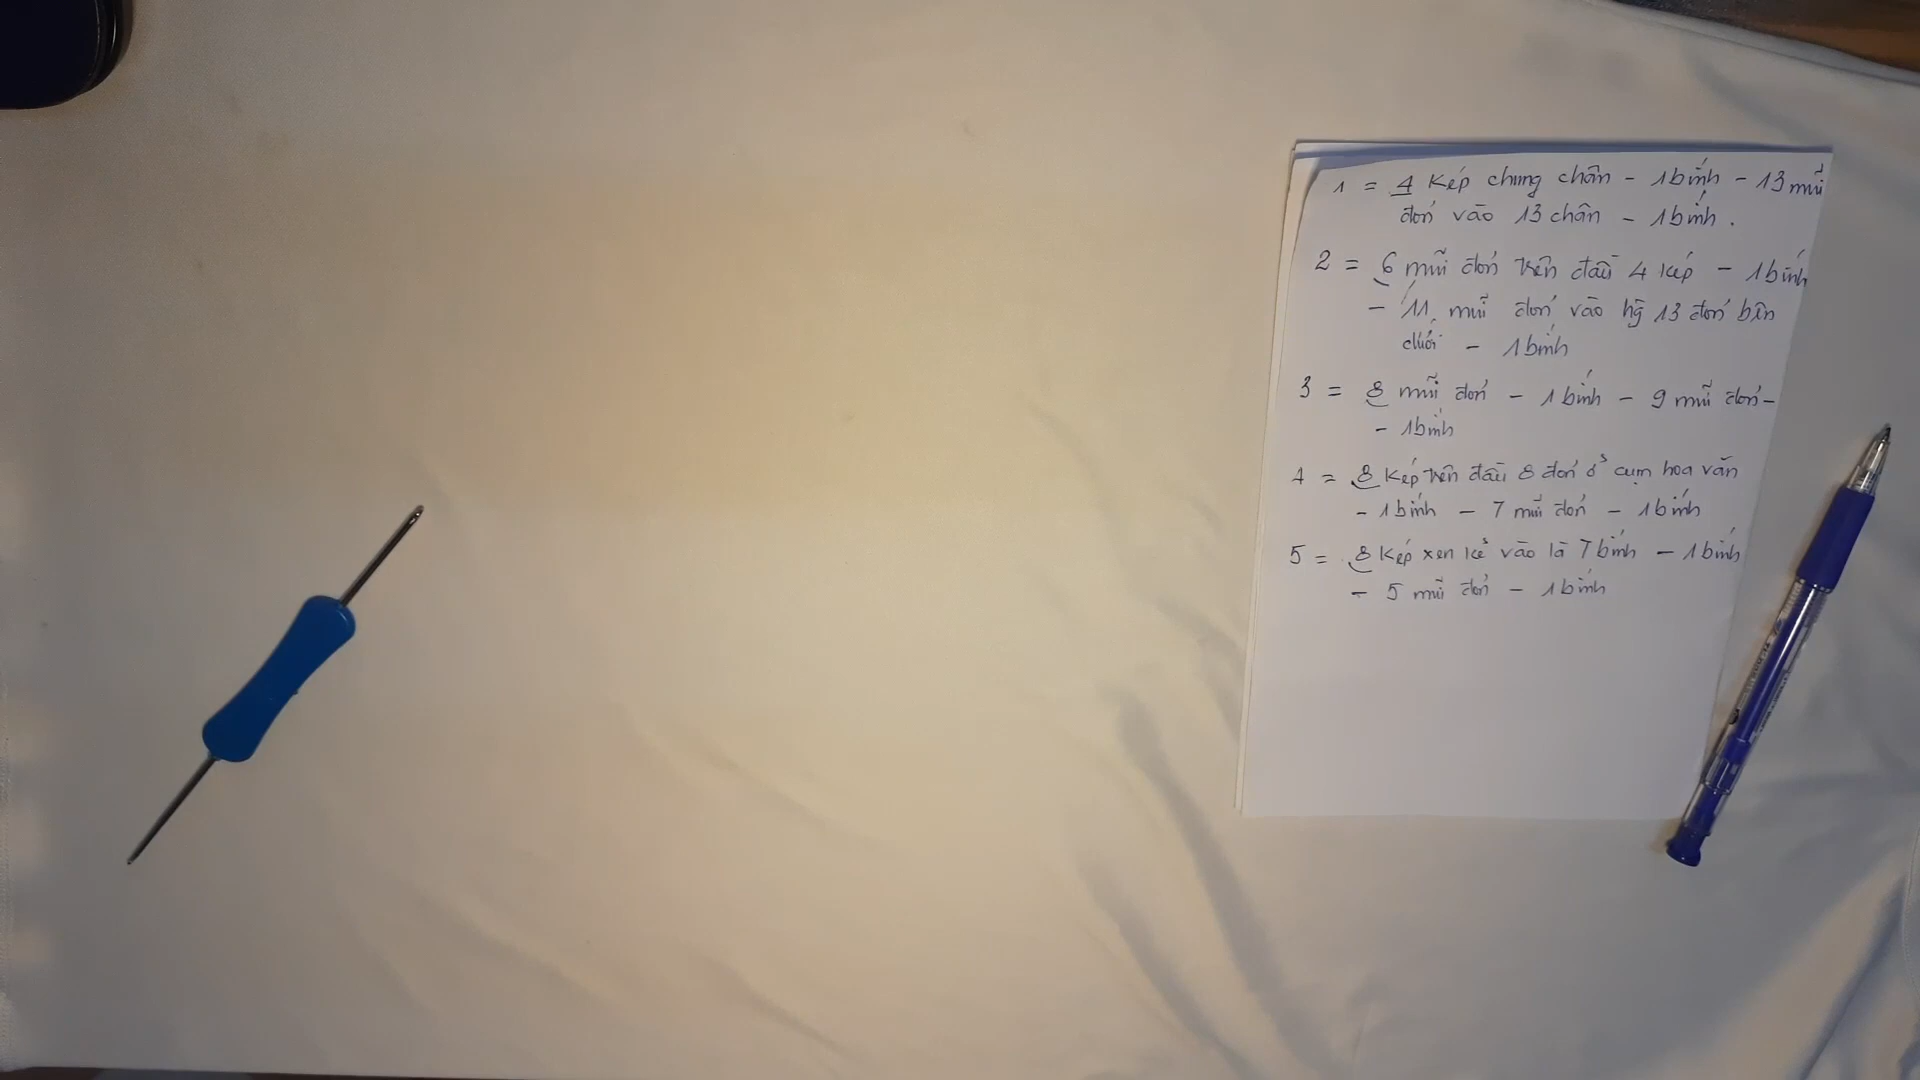 1 = 4 kép chung chân - 1 bính - 13 mũi
đơn vào 13 chân - 1 bính.
2 = 6 mũi đơn trên đầu 4 kép - 1 bính
- 11 mũi đơn vào hg 13 đơn bên
dưới - 1 bính
3 = 8 mũi đơn - 1 bính - 9 mũi đơn -
- 1 bính
4 = 8 kép trên đầu 8 đơn ở cụm hoa văn
- 1 bính - 7 mũi đơn - 1 bính
5 = 8 kép xen kẻ vào là 7 bính - 1 bính
- 5 mũi đơn - 1 bính